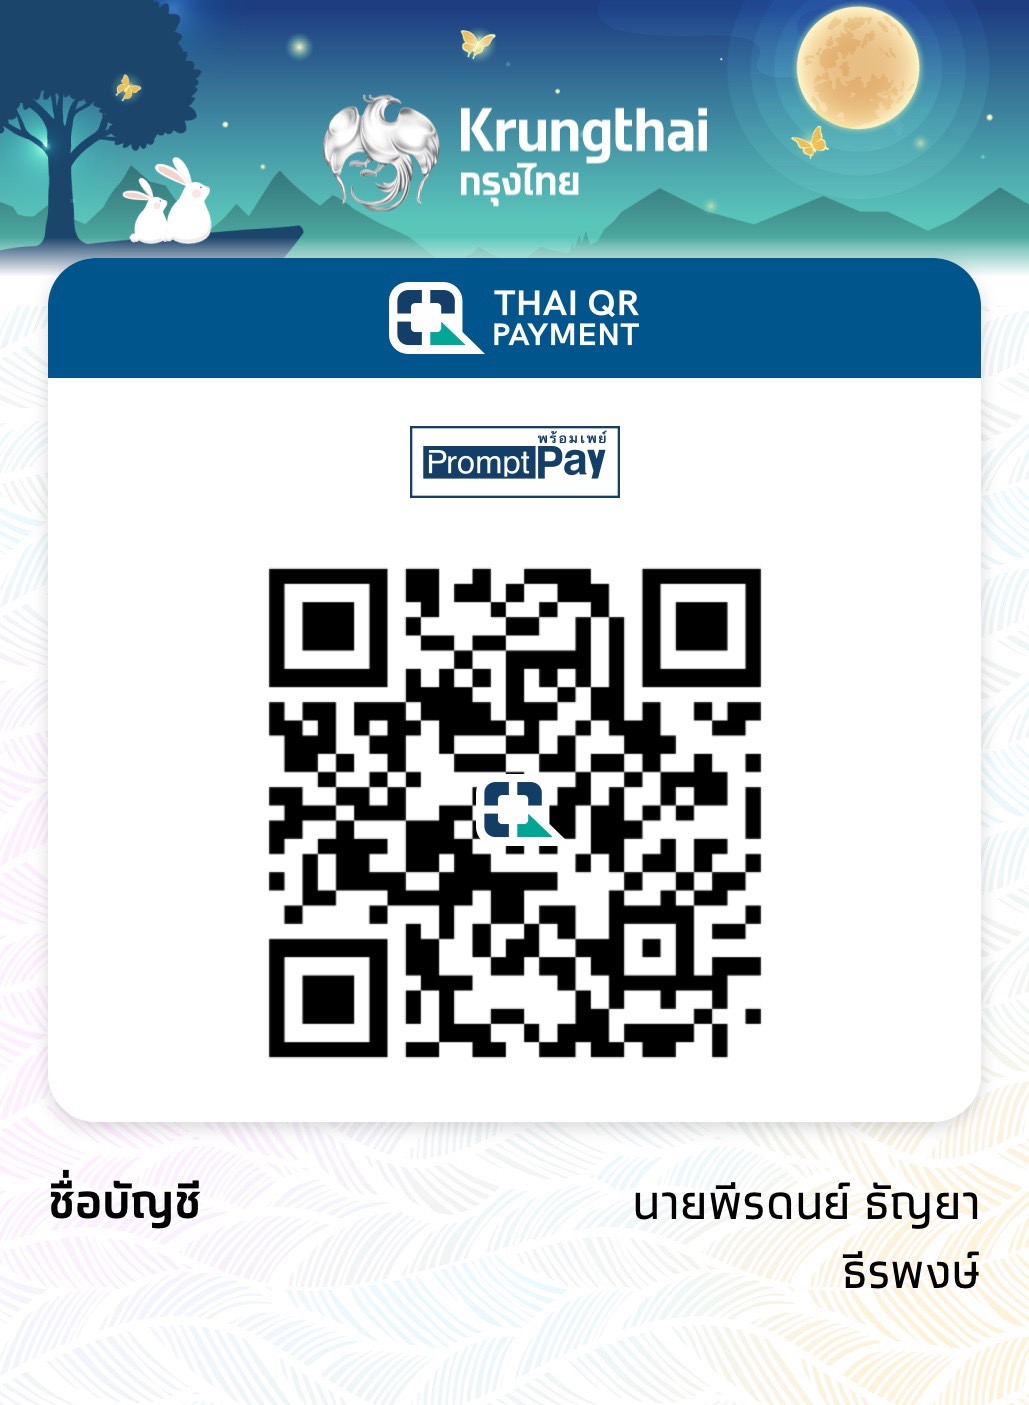 Krungthai
กรุงไทย
THAI QR
PAYMENT
พร้อมเพย์
PromptPay
ชื่อบัญชี นายพีรดนย์ ธัญยา
ธีรพงษ์